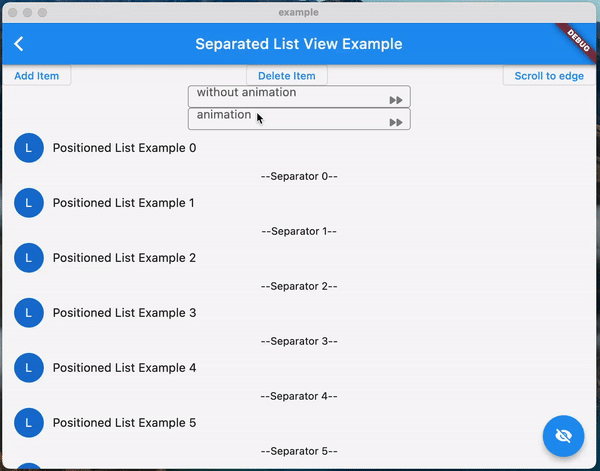 example
Separated List View Example
DEBUG
Add Item
Delete Item
Scroll to edge
without animation
animation
L
Positioned List Example 0
--Separator 0--
L
Positioned List Example 1
--Separator 1--
L
Positioned List Example 2
--Separator 2--
L
Positioned List Example 3
--Separator 3--
L
Positioned List Example 4
--Separator 4--
L
Positioned List Example 5
--Separator 5--